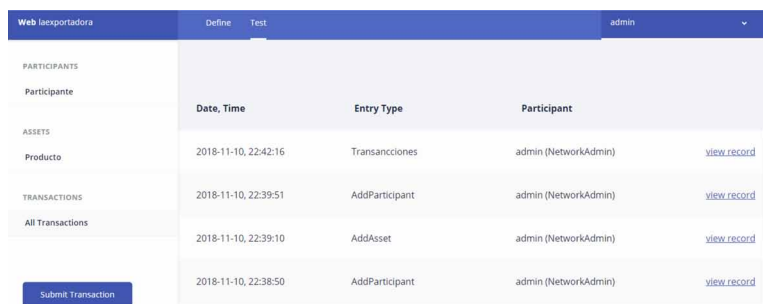 Web laexportadora
Define Test
admin
PARTICIPANTS
Participante
ASSETS
Producto
TRANSACTIONS
All Transactions
Submit Transaction
Date, Time Entry Type Participant
2018-11-10, 22:42:16 Transancciones admin (NetworkAdmin) view record
2018-11-10, 22:39:51 AddParticipant admin (NetworkAdmin) view record
2018-11-10, 22:39:10 AddAsset admin (NetworkAdmin) view record
2018-11-10, 22:38:50 AddParticipant admin (NetworkAdmin) view record